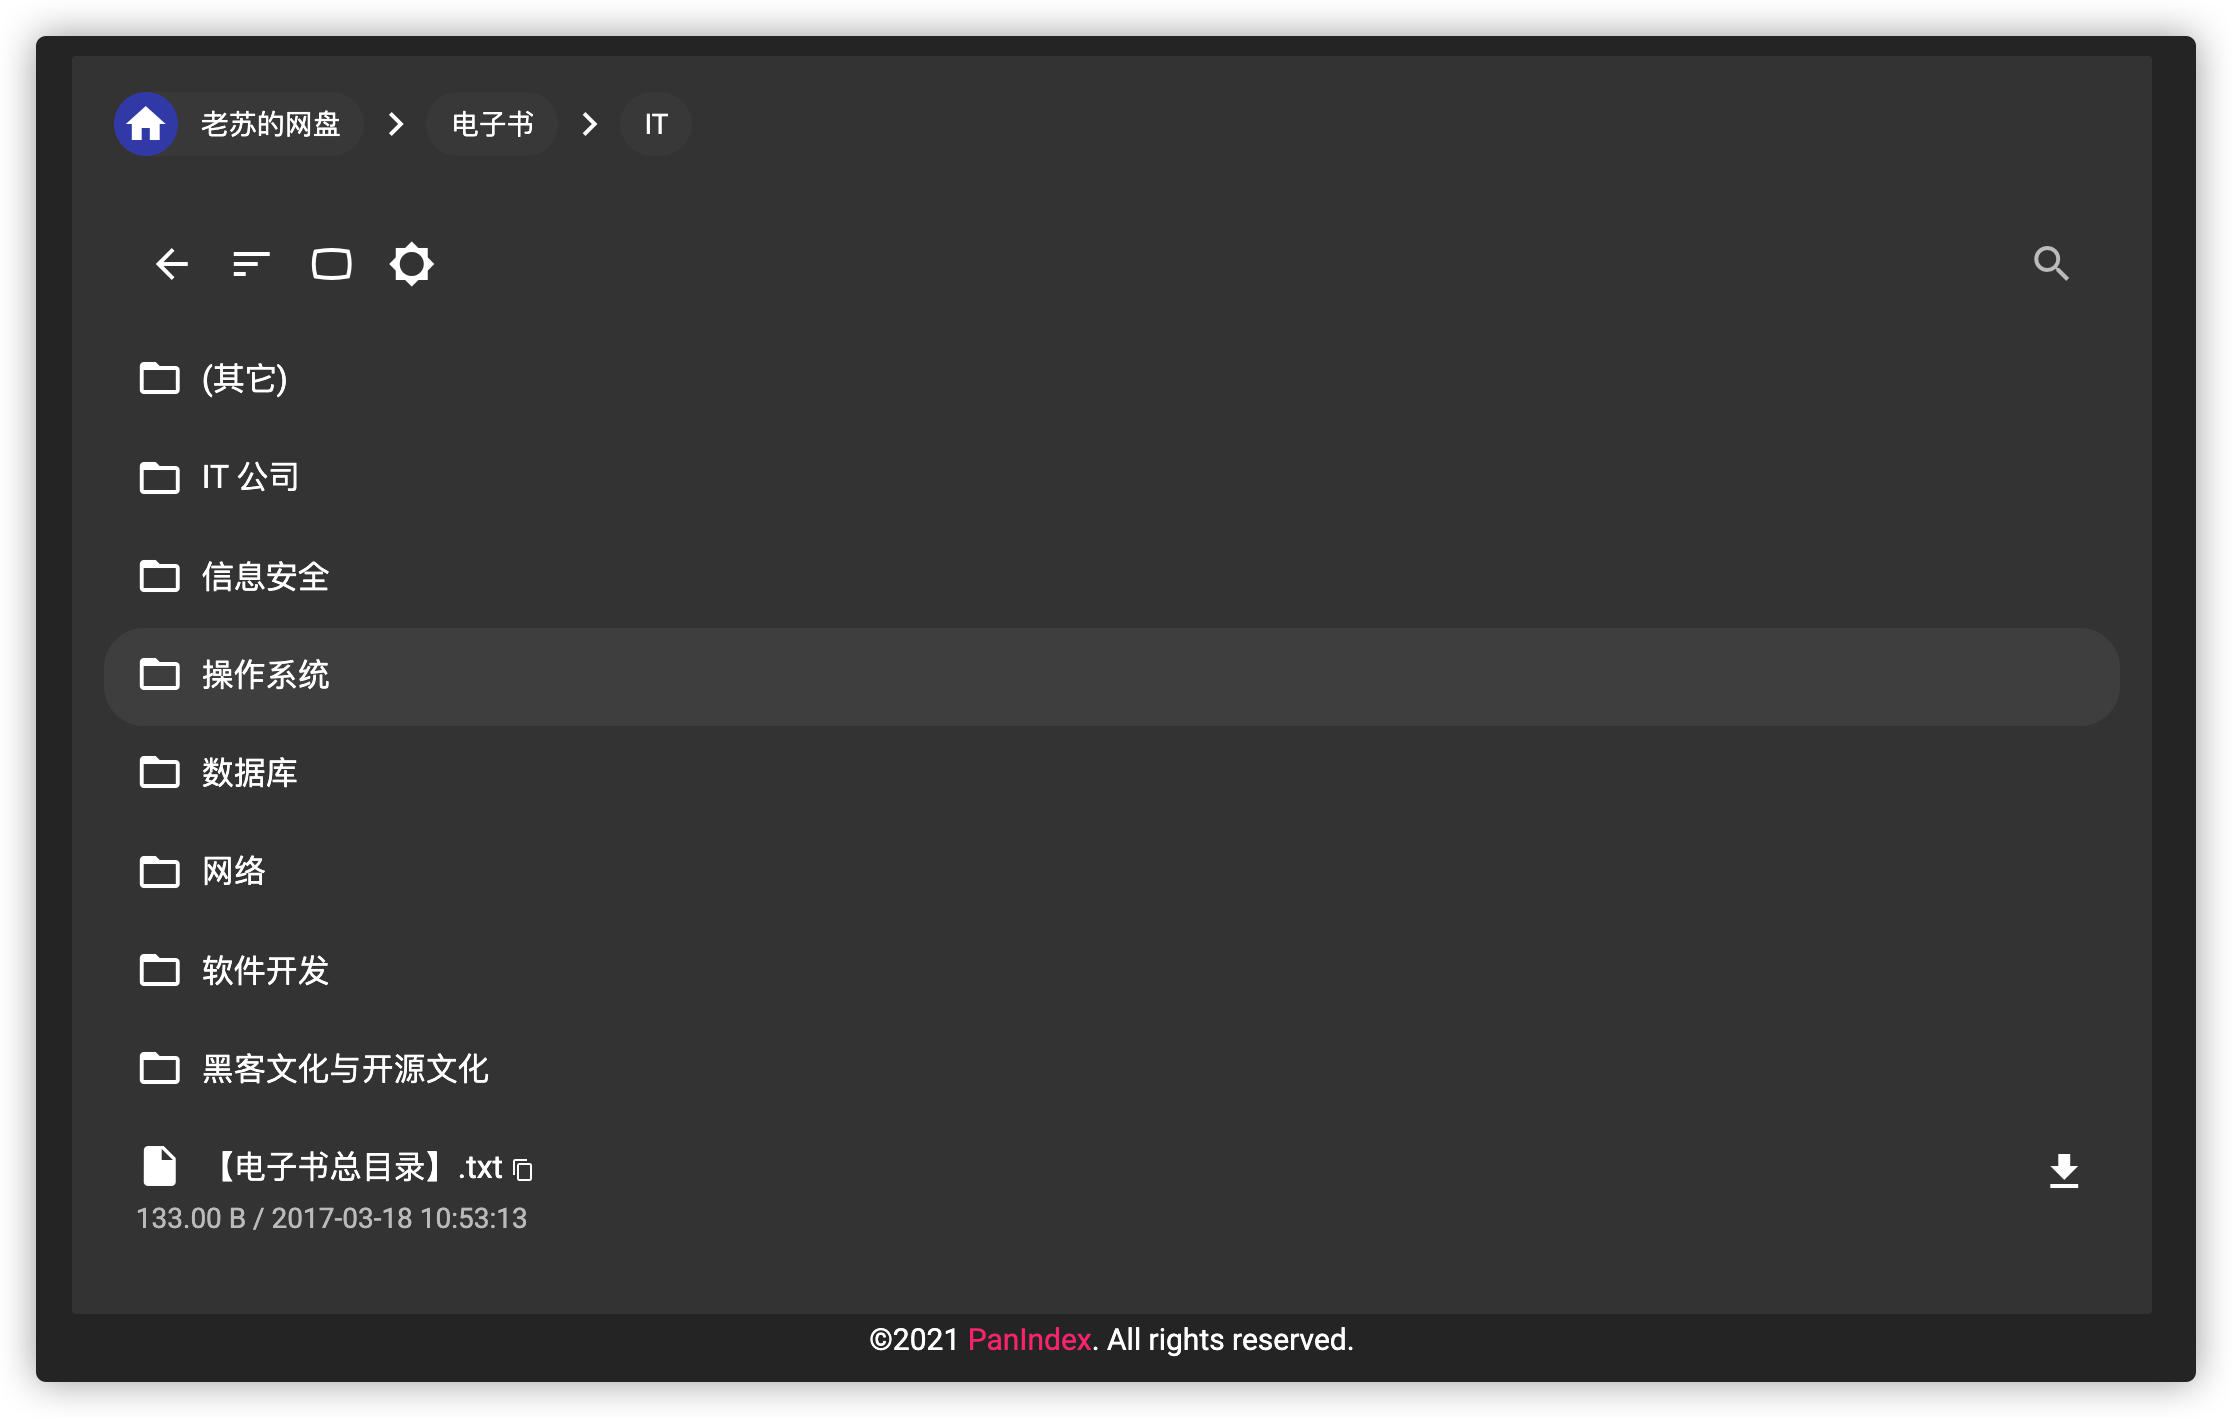 老苏的网盘 电子书 IT
(其它)
IT 公司
信息安全
操作系统
数据库
网络
软件开发
黑客文化与开源文化
【电子书总目录】.txt
133.00 B / 2017-03-18 10:53:13
©2021 PanIndex. All rights reserved.